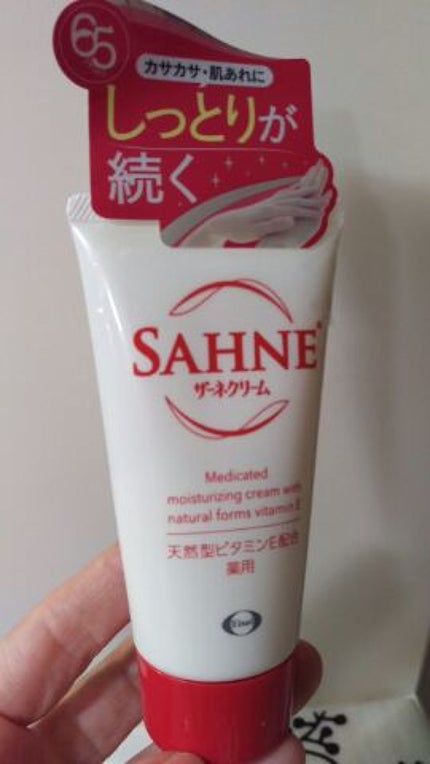 65
カサカサ・肌あれに
しっとりが
続く
SAHNE
ザーネクリーム
Medicated
moisturizing cream with
natural forms vitamin E
天然型ビタミンE配合
薬用
Eisai